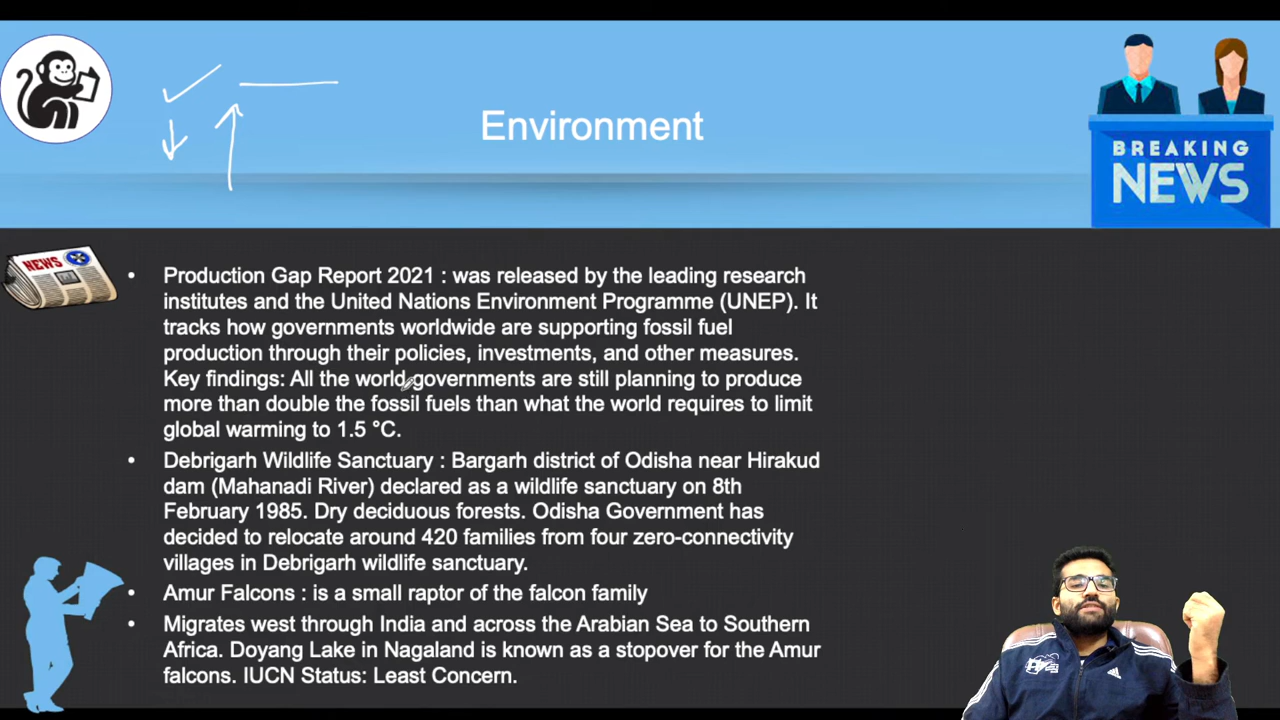 Environment
BREAKING
NEWS
NEWS
• Production Gap Report 2021 : was released by the leading research
institutes and the United Nations Environment Programme (UNEP). It
tracks how governments worldwide are supporting fossil fuel
production through their policies, investments, and other measures.
Key findings: All the world governments are still planning to produce
more than double the fossil fuels than what the world requires to limit
global warming to 1.5 °C.
• Debrigarh Wildlife Sanctuary : Bargarh district of Odisha near Hirakud
dam (Mahanadi River) declared as a wildlife sanctuary on 8th
February 1985. Dry deciduous forests. Odisha Government has
decided to relocate around 420 families from four zero-connectivity
villages in Debrigarh wildlife sanctuary.
• Amur Falcons : is a small raptor of the falcon family
• Migrates west through India and across the Arabian Sea to Southern
Africa. Doyang Lake in Nagaland is known as a stopover for the Amur
falcons. IUCN Status: Least Concern.